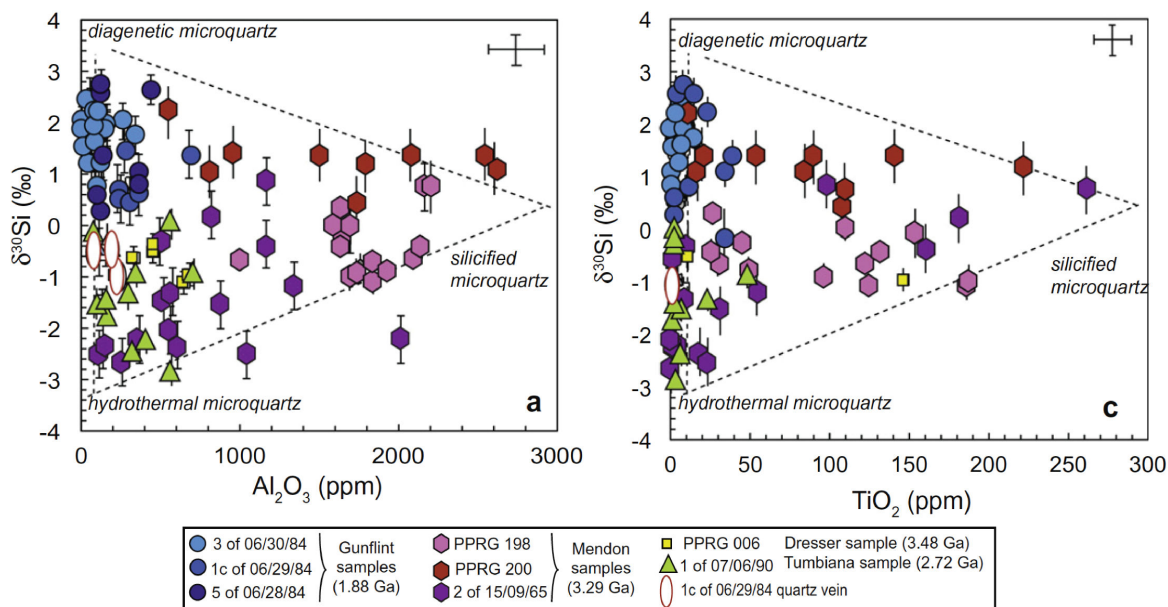 4
3
2
1
0
-1
-2
-3
-4
δ³⁰Si (‰)
diagenetic microquartz
silicified
microquartz
hydrothermal microquartz
a
0
1000
2000
3000
Al₂O₃ (ppm)
4
3
2
1
0
-1
-2
-3
-4
δ³⁰Si (‰)
diagenetic microquartz
silicified
microquartz
hydrothermal microquartz
c
0
50
100
150
200
250
300
TiO₂ (ppm)
3 of 06/30/84
1c of 06/29/84
5 of 06/28/84
Gunflint
samples
(1.88 Ga)
PPRG 198
PPRG 200
2 of 15/09/65
Mendon
samples
(3.29 Ga)
PPRG 006 Dresser sample (3.48 Ga)
1 of 07/06/90 Tumbiana sample (2.72 Ga)
1c of 06/29/84 quartz vein